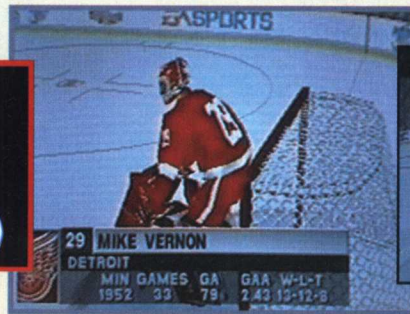 EA SPORTS
29 MIKE VERNON
DETROIT
MIN GAMES GA GAA W-L-T
1952 33 79 2.43 13-12-8